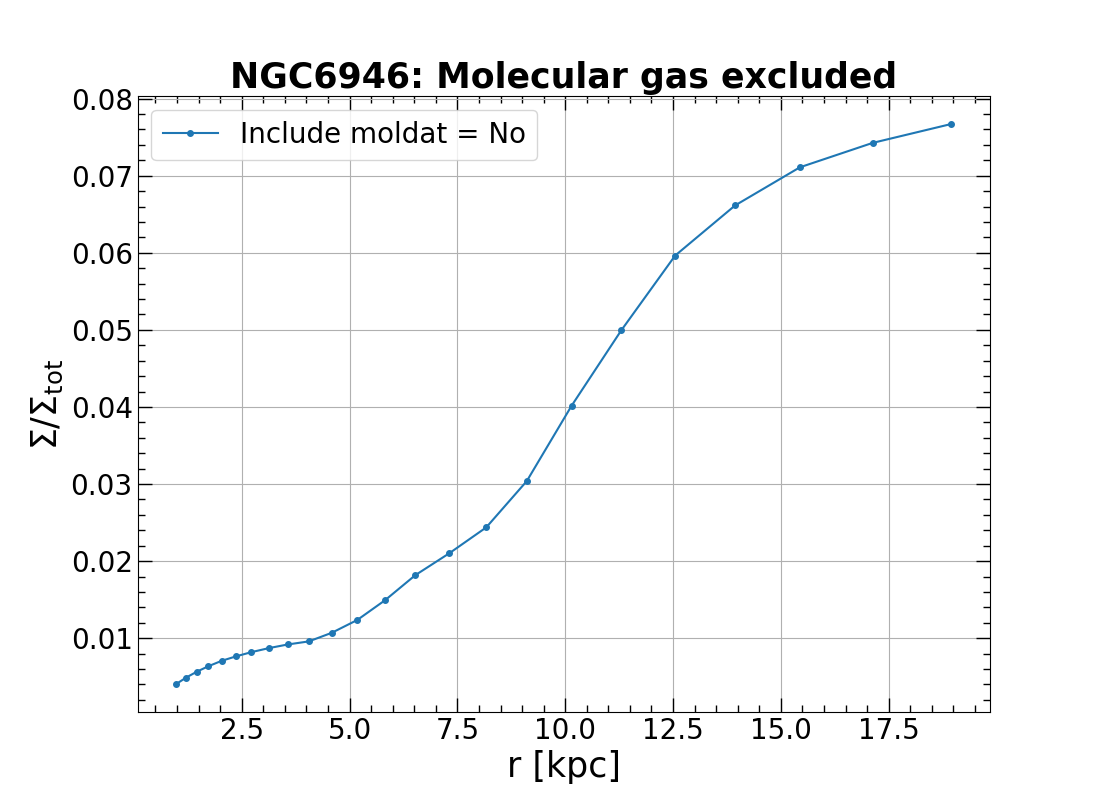 NGC6946: Molecular gas excluded
Include moldat = No
0.08
0.07
0.06
0.05
0.04
0.03
0.02
0.01
Σ/Σtot
2.5 5.0 7.5 10.0 12.5 15.0 17.5
r [kpc]